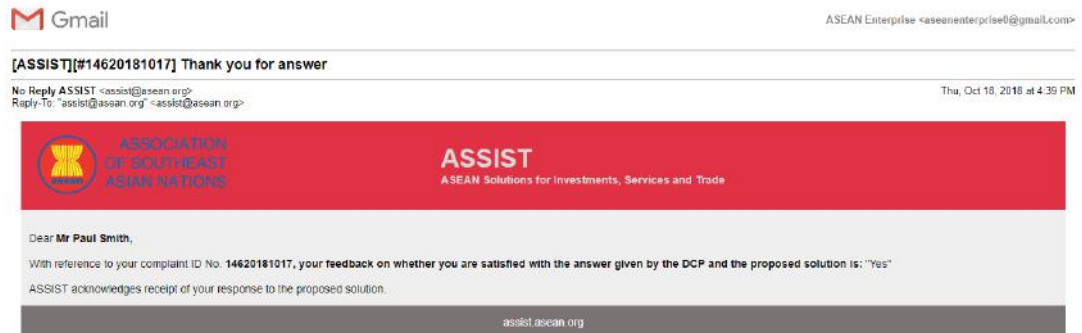 Gmail
ASEAN Enterprise <aseanenterprise0@gmail.com>
[ASSIST][#14620181017] Thank you for answer
No Reply ASSIST <assist@asean.org>
Thu, Oct 18, 2018 at 4:39 PM
Reply-To: "assist@asean.org" <assist@asean.org>
ASSOCIATION
OF SOUTHEAST
ASIAN NATIONS
ASSIST
ASEAN Solutions for Investments, Services and Trade
Dear Mr Paul Smith,
With reference to your complaint ID No. 14620181017, your feedback on whether you are satisfied with the answer given by the DCP and the proposed solution is: "Yes"
ASSIST acknowledges receipt of your response to the proposed solution.
assist.asean.org